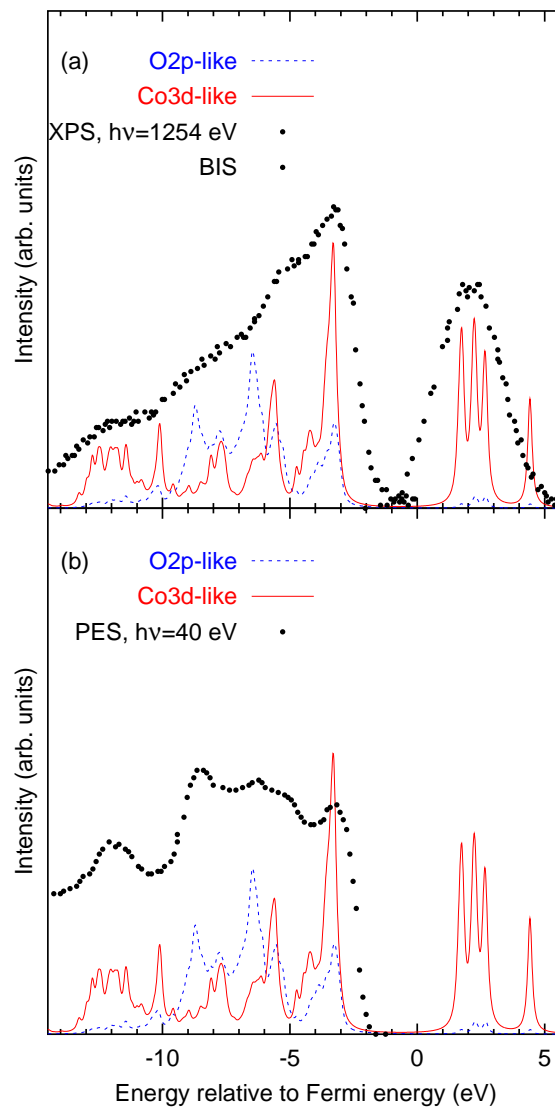 (a)
O2p-like
Co3d-like
XPS, hν=1254 eV
BIS
Intensity (arb. units)
(b)
O2p-like
Co3d-like
PES, hν=40 eV
Intensity (arb. units)
-10 -5 0 5
Energy relative to Fermi energy (eV)